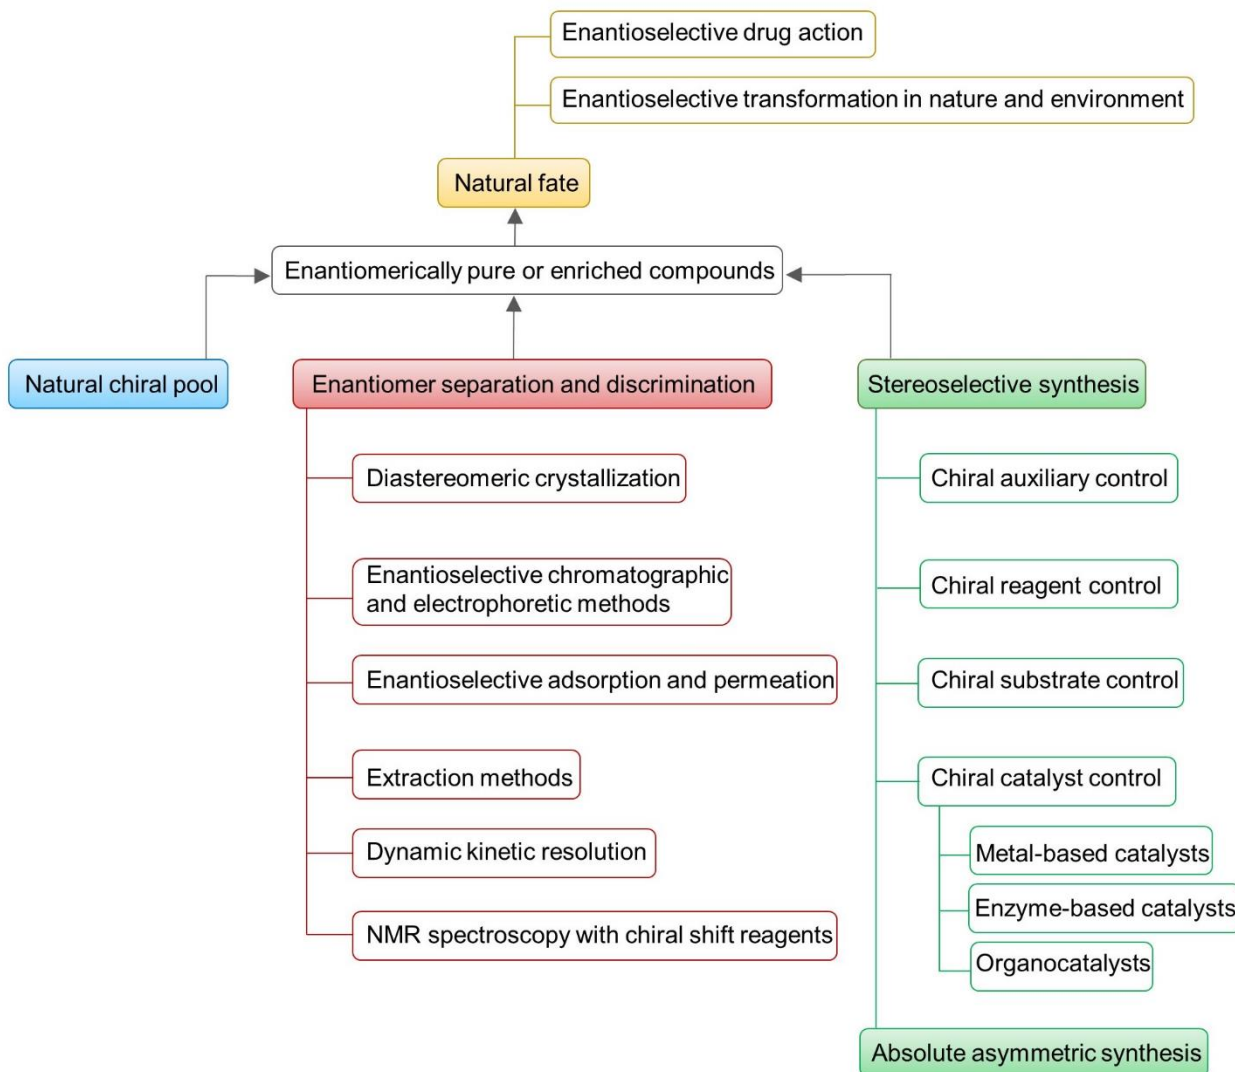 Enantioselective drug action
Enantioselective transformation in nature and environment
Natural fate
Enantiomerically pure or enriched compounds
Natural chiral pool
Enantiomer separation and discrimination
Diastereomeric crystallization
Enantioselective chromatographic
and electrophoretic methods
Enantioselective adsorption and permeation
Extraction methods
Dynamic kinetic resolution
NMR spectroscopy with chiral shift reagents
Stereoselective synthesis
Chiral auxiliary control
Chiral reagent control
Chiral substrate control
Chiral catalyst control
Metal-based catalysts
Enzyme-based catalysts
Organocatalysts
Absolute asymmetric synthesis